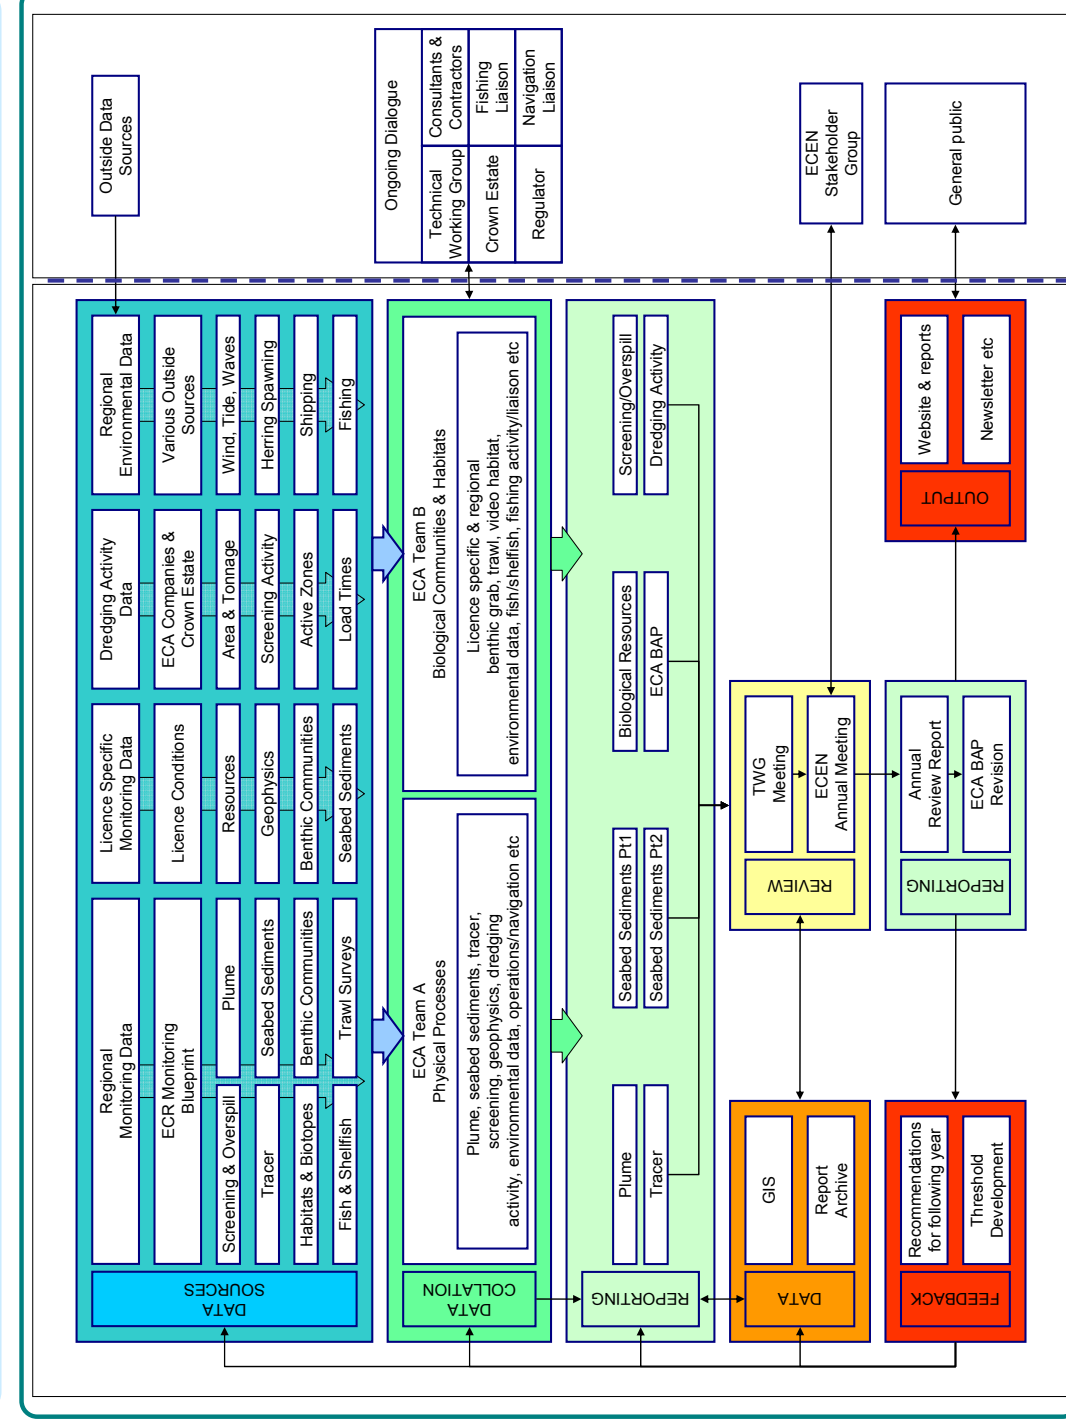 Outside Data
Sources
Ongoing Dialogue
Technical
Working Group
Consultants &
Contractors
Crown Estate
Fishing
Liaison
Regulator
Navigation
Liaison
ECEN
Stakeholder
Group
General public
DATA
SOURCES
Regional
Monitoring Data
ECR Monitoring
Blueprint
Screening & Overspill
Plume
Tracer
Seabed Sediments
Habitats & Biotopes
Benthic Communities
Fish & Shellfish
Trawl Surveys
Licence Specific
Monitoring Data
Licence Conditions
Resources
Geophysics
Benthic Communities
Seabed Sediments
Dredging Activity
Data
ECA Companies &
Crown Estate
Area & Tonnage
Screening Activity
Active Zones
Load Times
Regional
Environmental Data
Various Outside
Sources
Wind, Tide, Waves
Herring Spawning
Shipping
Fishing
DATA
COLLATION
ECA Team A
Physical Processes
Plume, seabed sediments, tracer,
screening, geophysics, dredging
activity, environmental data, operations/navigation etc
ECA Team B
Biological Communities & Habitats
Licence specific & regional
benthic grab, trawl, video habitat,
environmental data, fish/shelfish, fishing activity/liaison etc
REPORTING
Plume
Tracer
Seabed Sediments Pt1
Seabed Sediments Pt2
Biological Resources
ECA BAP
Screening/Overspill
Dredging Activity
DATA
GIS
Report
Archive
REVIEW
TWG
Meeting
ECEN
Annual Meeting
FEEDBACK
Recommendations
for following year
Threshold
Development
REPORTING
Annual
Review Report
ECA BAP
Revision
OUTPUT
Website & reports
Newsletter etc